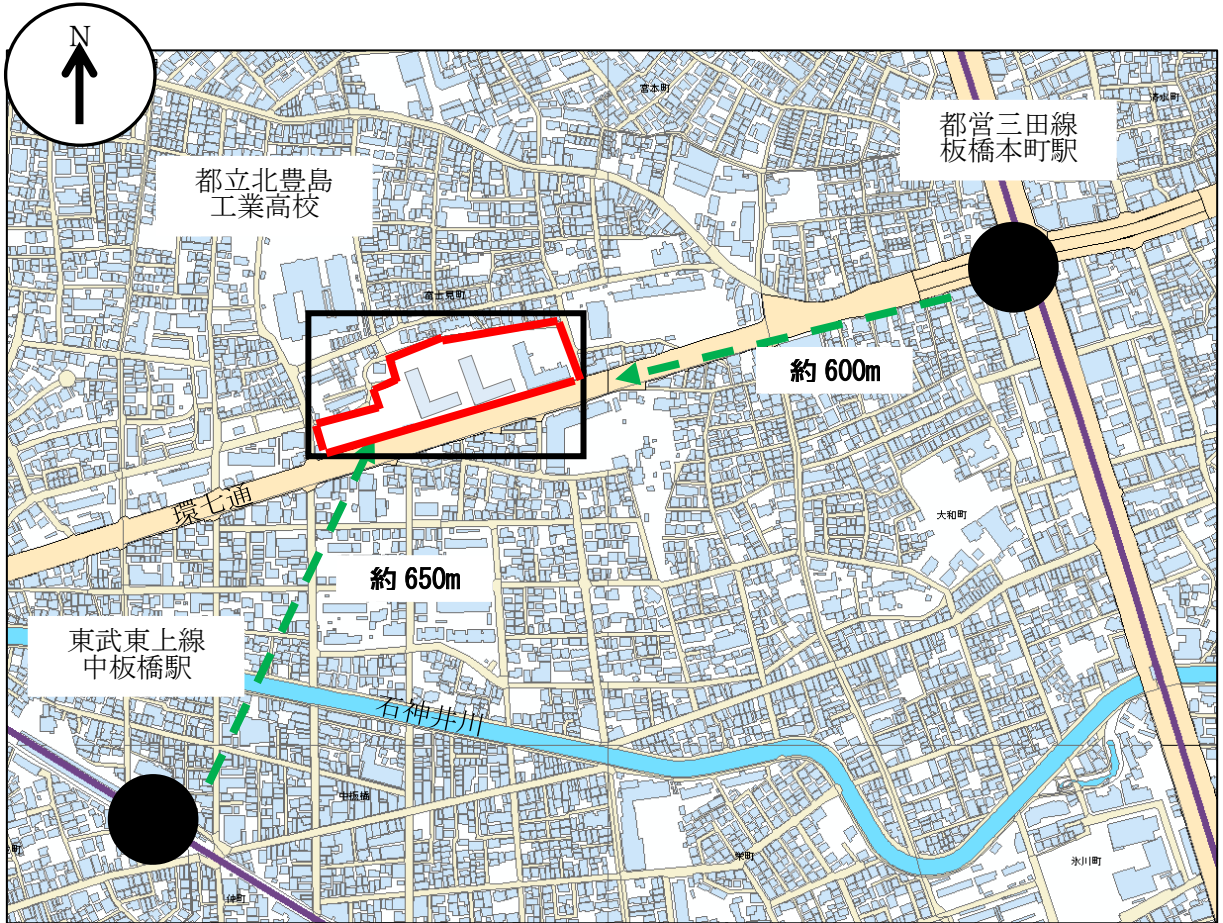 N
宮本町
清水町
都営三田線
板橋本町駅
都立北豊島
工業高校
富士見町
約 600m
環七通
大和町
約 650m
東武東上線
中板橋駅
石神井川
中板橋
栄町
氷川町
仲町